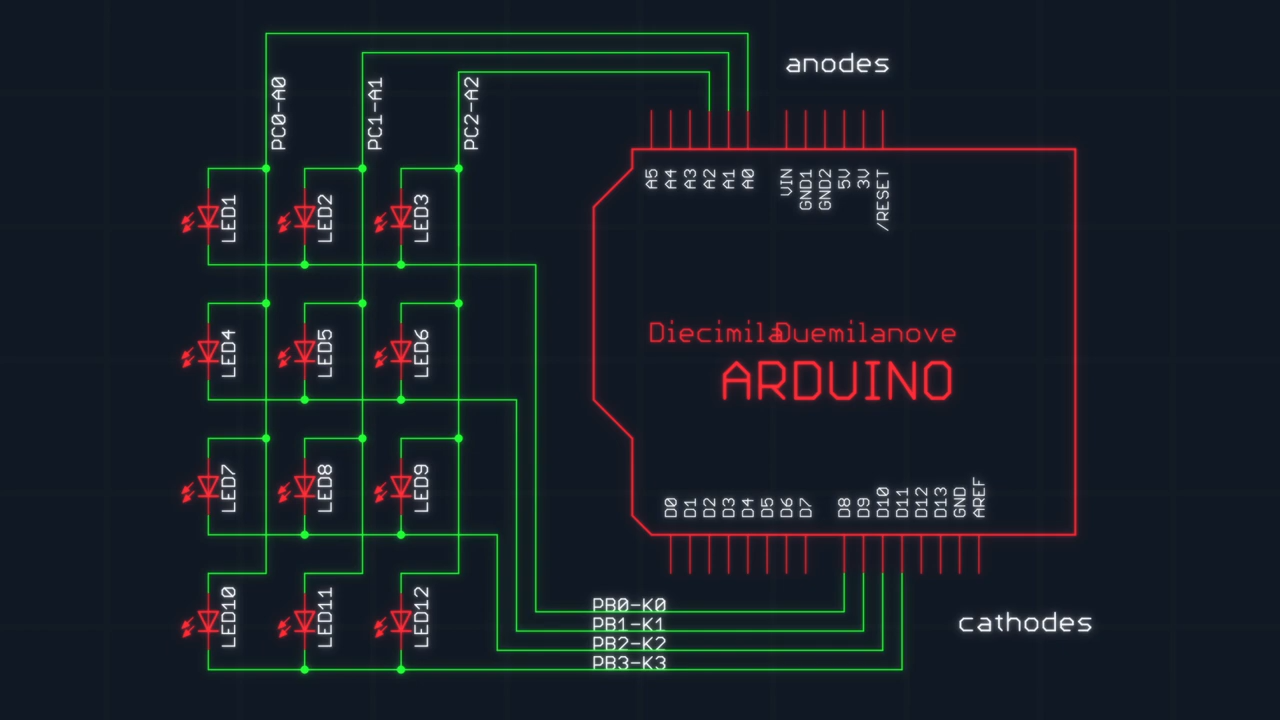 anodes
PC0-A0
PC1-A1
PC2-A2
A5
A4
A3
A2
A1
A0
VIN
GND1
GND2
5V
3V
/RESET
LED1
LED2
LED3
Diecimila
Duemilanove
ARDUINO
LED4
LED5
LED6
LED7
LED8
LED9
D0
D1
D2
D3
D4
D5
D6
D7
D8
D9
D10
D11
D12
D13
GND
AREF
LED10
LED11
LED12
PB0-K0
PB1-K1
PB2-K2
PB3-K3
cathodes